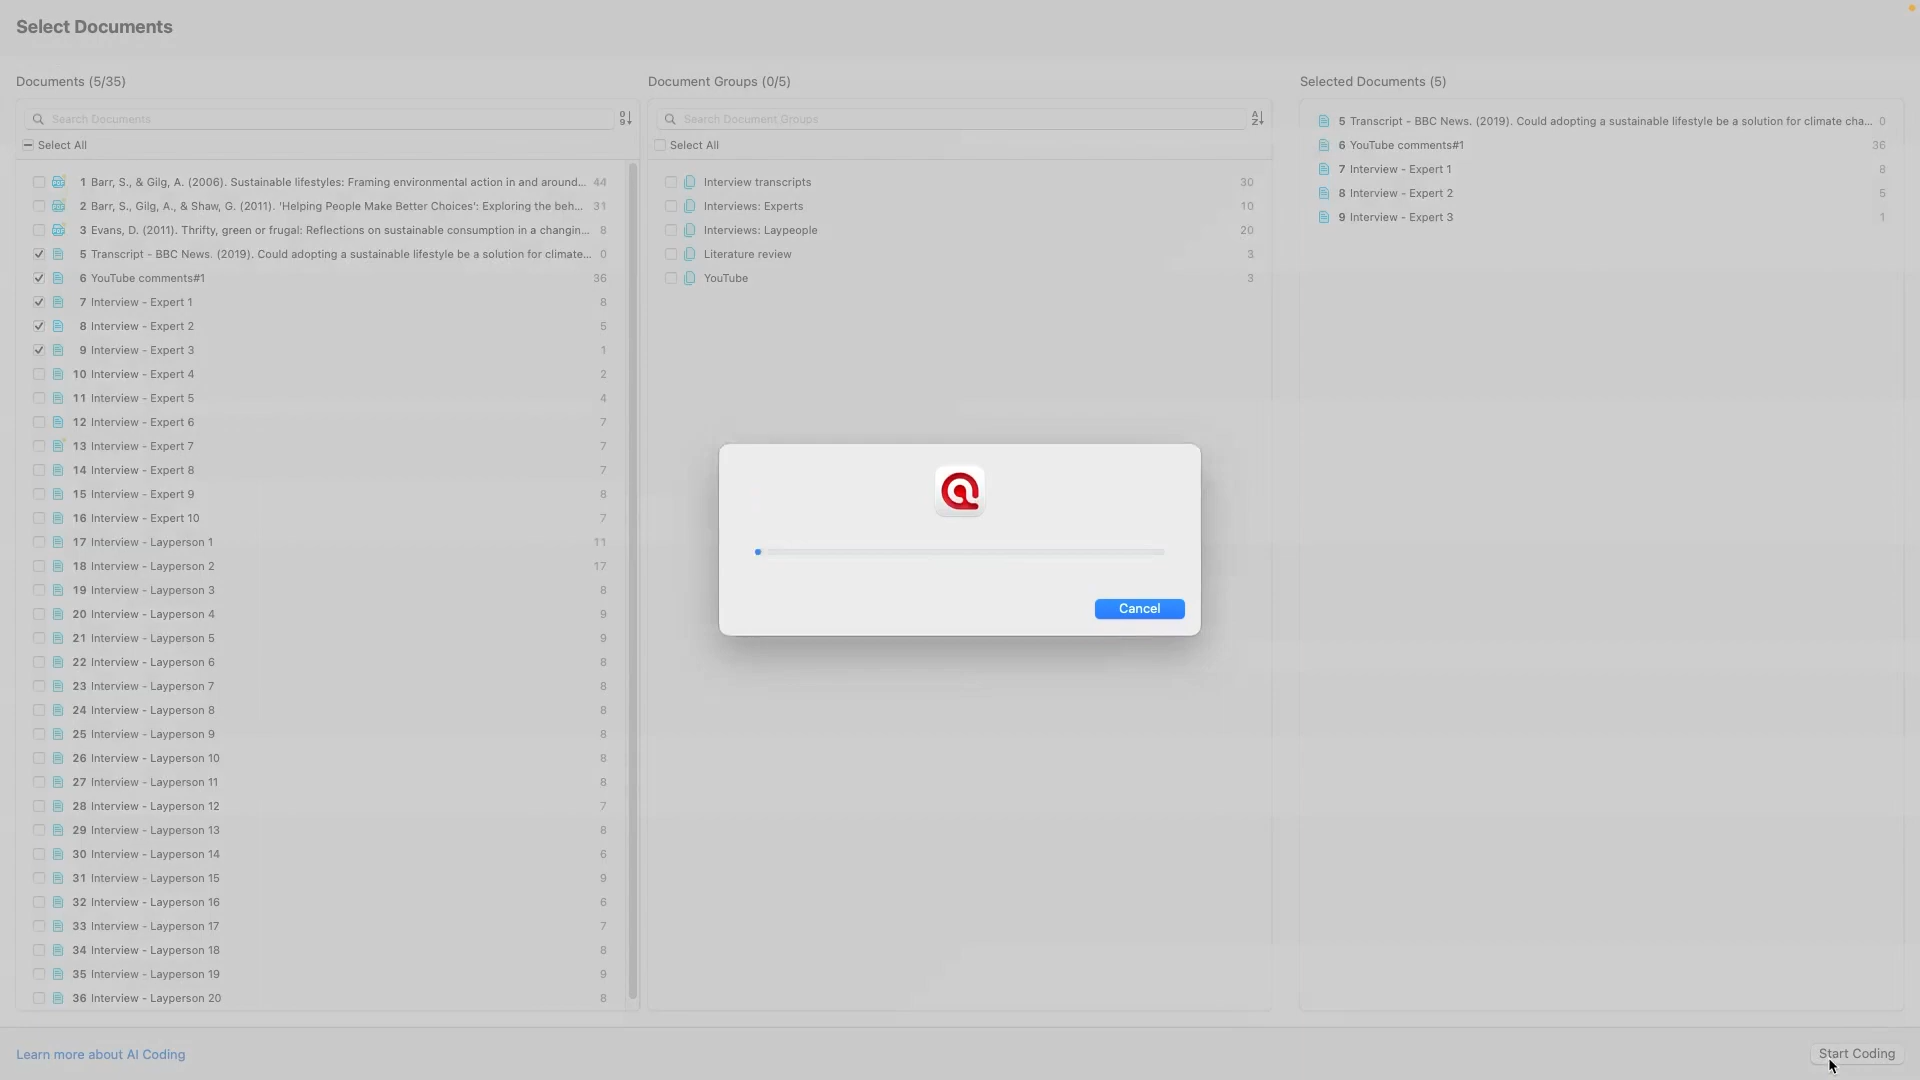 Select Documents
Documents (5/35)
Search Documents
Select All
1 Barr, S., & Gilg, A. (2006). Sustainable lifestyles: Framing environmental action in and around... 44
2 Barr, S., Gilg, A., & Shaw, G. (2011). 'Helping People Make Better Choices': Exploring the beh... 31
3 Evans, D. (2011). Thrifty, green or frugal: Reflections on sustainable consumption in a changin... 8
5 Transcript - BBC News. (2019). Could adopting a sustainable lifestyle be a solution for climate... 0
6 YouTube comments#1 36
7 Interview - Expert 1 8
8 Interview - Expert 2 5
9 Interview - Expert 3 1
10 Interview - Expert 4 2
11 Interview - Expert 5 4
12 Interview - Expert 6 7
13 Interview - Expert 7 7
14 Interview - Expert 8 7
15 Interview - Expert 9 8
16 Interview - Expert 10 7
17 Interview - Layperson 1 11
18 Interview - Layperson 2 17
19 Interview - Layperson 3 8
20 Interview - Layperson 4 9
21 Interview - Layperson 5 9
22 Interview - Layperson 6 8
23 Interview - Layperson 7 8
24 Interview - Layperson 8 8
25 Interview - Layperson 9 8
26 Interview - Layperson 10 8
27 Interview - Layperson 11 8
28 Interview - Layperson 12 7
29 Interview - Layperson 13 8
30 Interview - Layperson 14 6
31 Interview - Layperson 15 9
32 Interview - Layperson 16 6
33 Interview - Layperson 17 7
34 Interview - Layperson 18 8
35 Interview - Layperson 19 9
36 Interview - Layperson 20 8
Document Groups (0/5)
Search Document Groups
Select All
Interview transcripts 30
Interviews: Experts 10
Interviews: Laypeople 20
Literature review 3
YouTube 3
Selected Documents (5)
5 Transcript - BBC News. (2019). Could adopting a sustainable lifestyle be a solution for climate cha... 0
6 YouTube comments#1 36
7 Interview - Expert 1 8
8 Interview - Expert 2 5
9 Interview - Expert 3 1
Cancel
Learn more about AI Coding
Start Coding